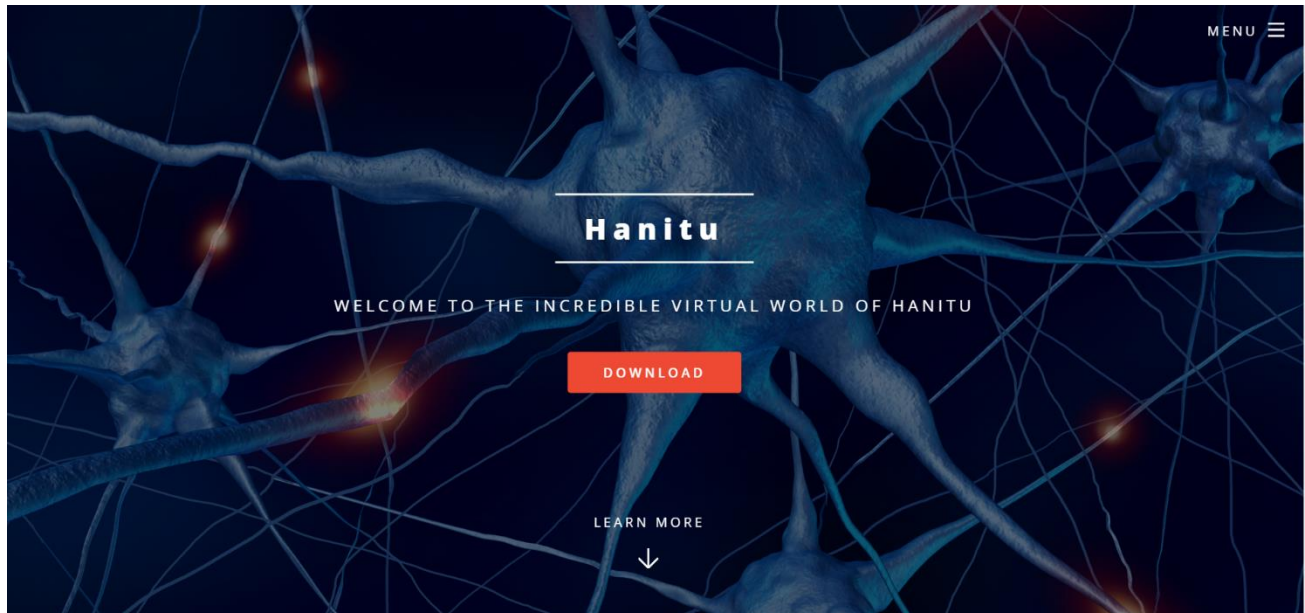 MENU
Hanitu
WELCOME TO THE INCREDIBLE VIRTUAL WORLD OF HANITU
DOWNLOAD
LEARN MORE